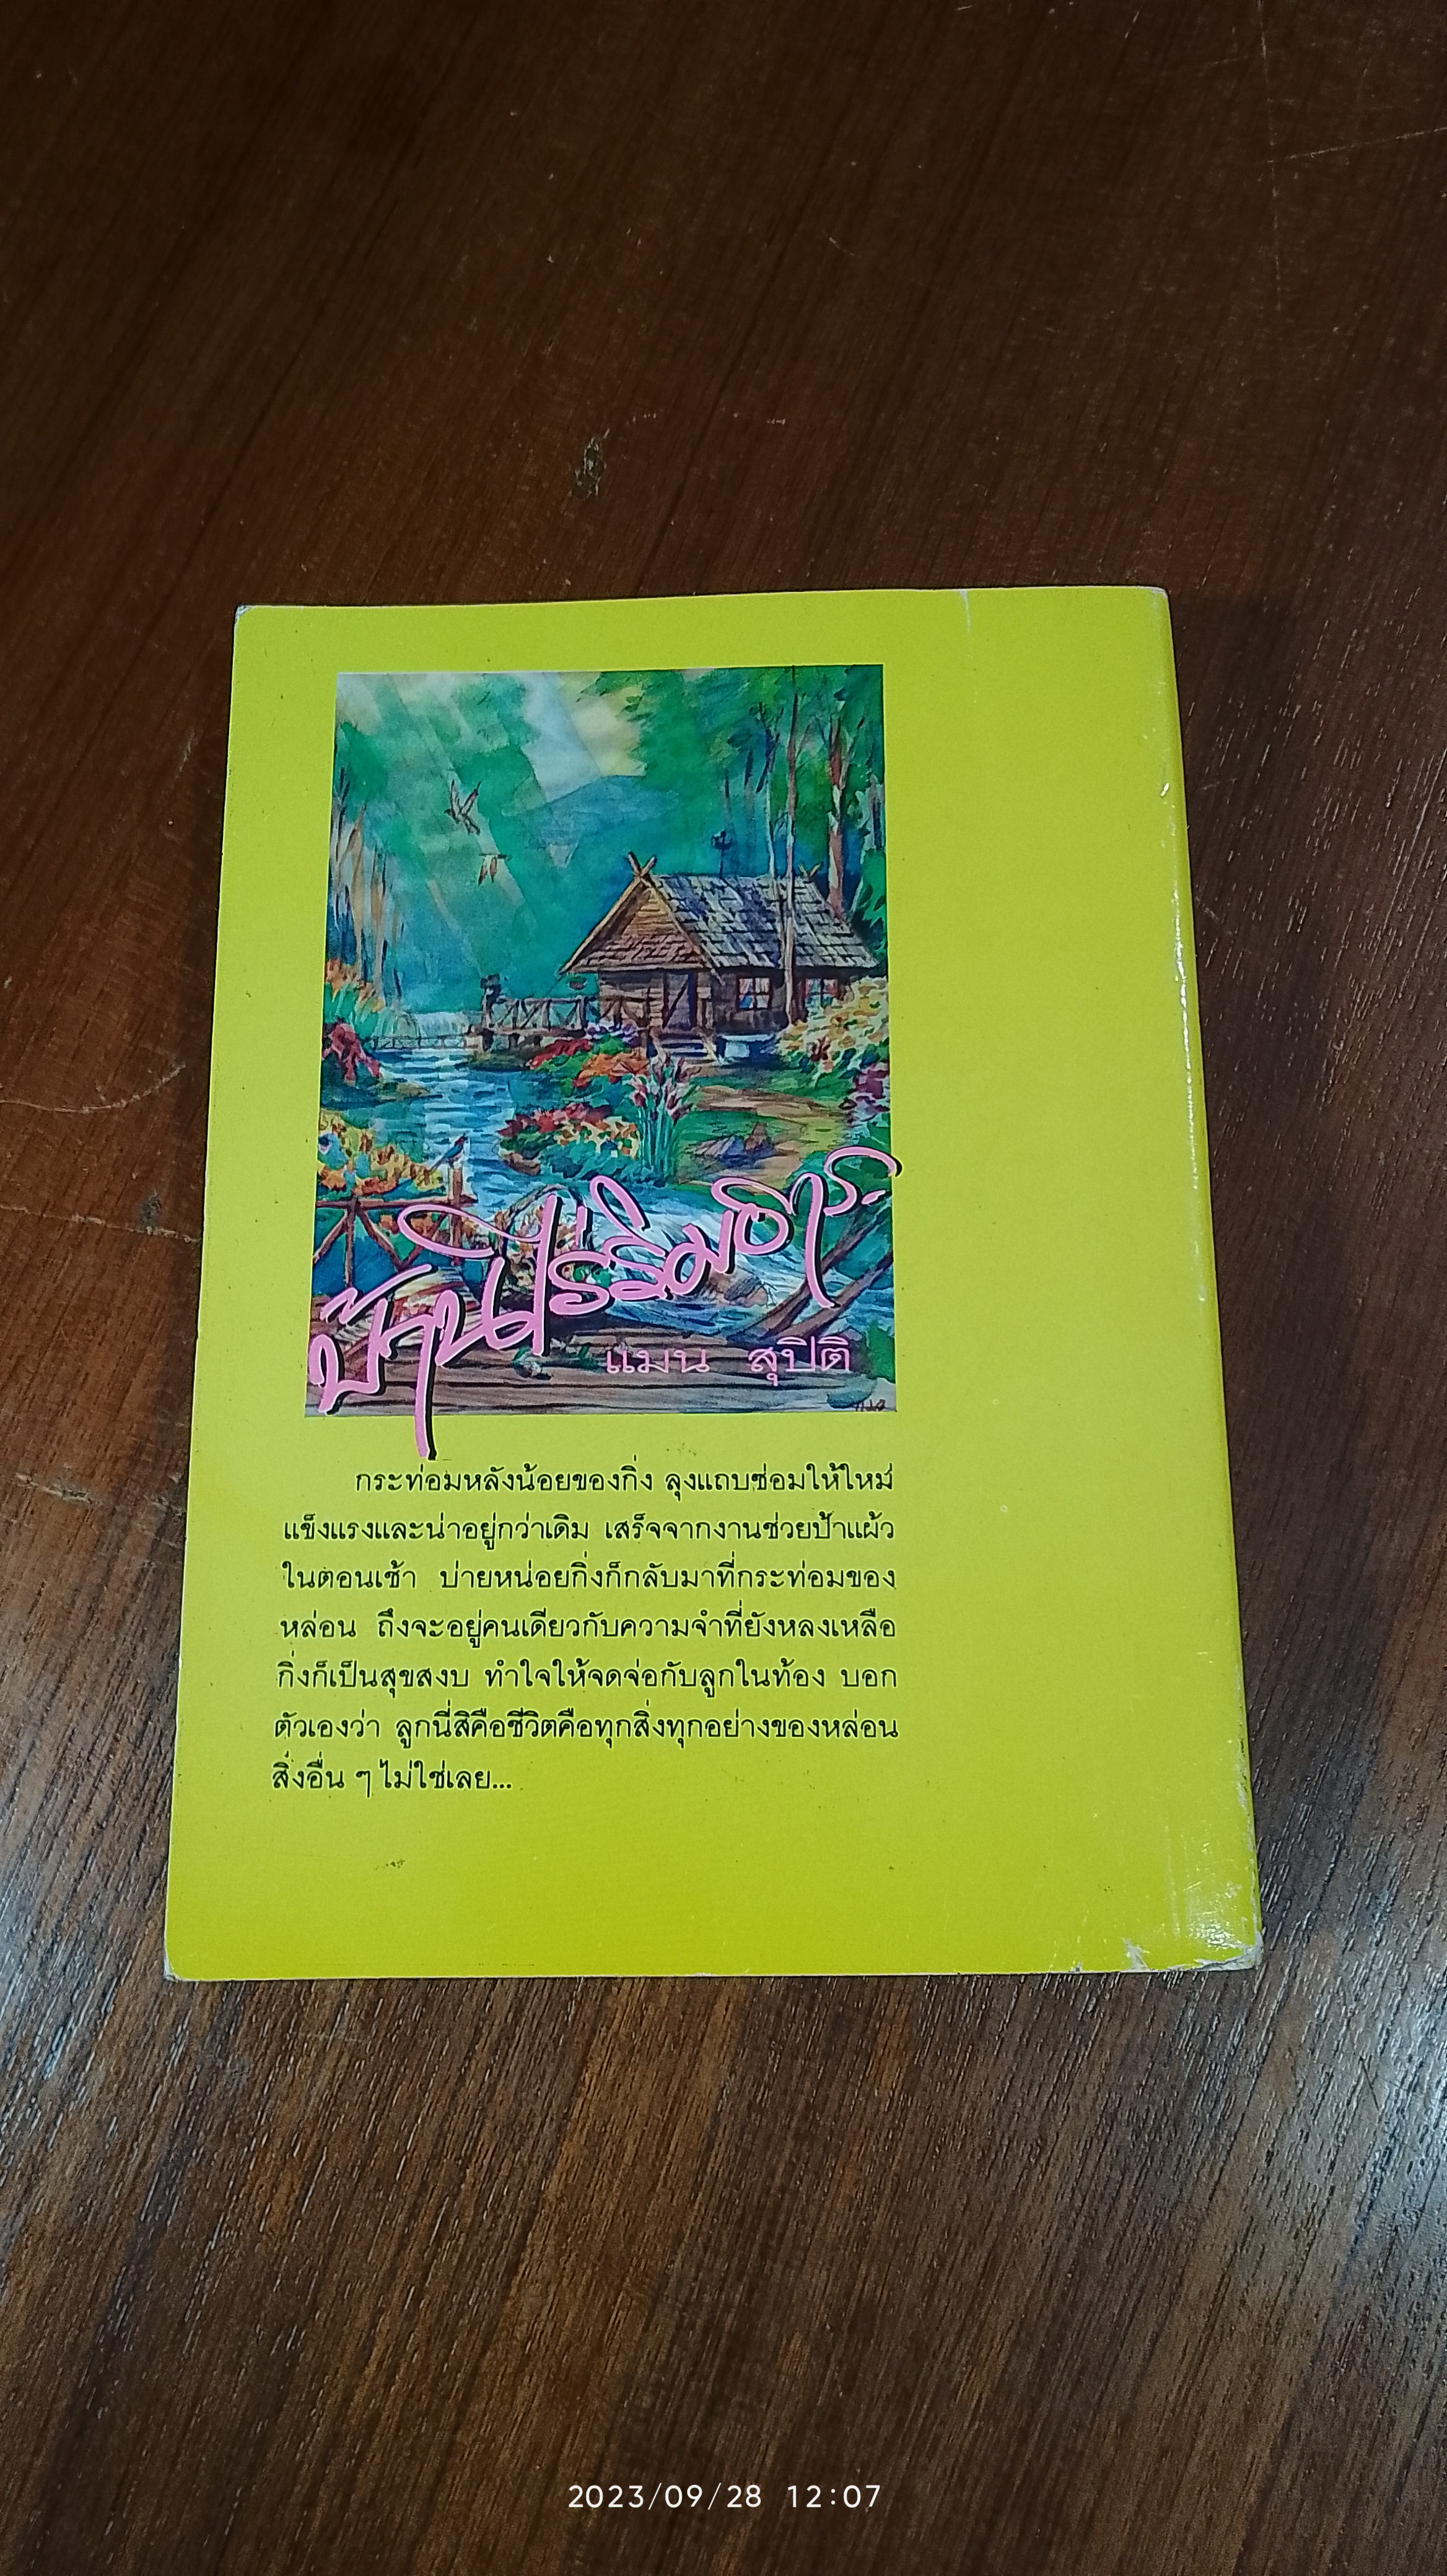 บ้านไร่ริมธาร
แมน สุปิติ
กระท่อมหลังน้อยของกิ่ง ลุงแถบซ่อมให้ใหม่
แข็งแรงและน่าอยู่กว่าเดิม เสร็จจากงานช่วยป้าแผ้ว
ในตอนเช้า บ่ายหน่อยกิ่งก็กลับมาที่กระท่อมของ
หล่อน ถึงจะอยู่คนเดียวกับความจำที่ยังหลงเหลือ
กิ่งก็เป็นสุขสงบ ทำใจให้จดจ่อกับลูกในท้อง บอก
ตัวเองว่า ลูกนี่สิคือชีวิตคือทุกสิ่งทุกอย่างของหล่อน
สิ่งอื่น ๆ ไม่ใช่เลย...
2023/09/28 12:07